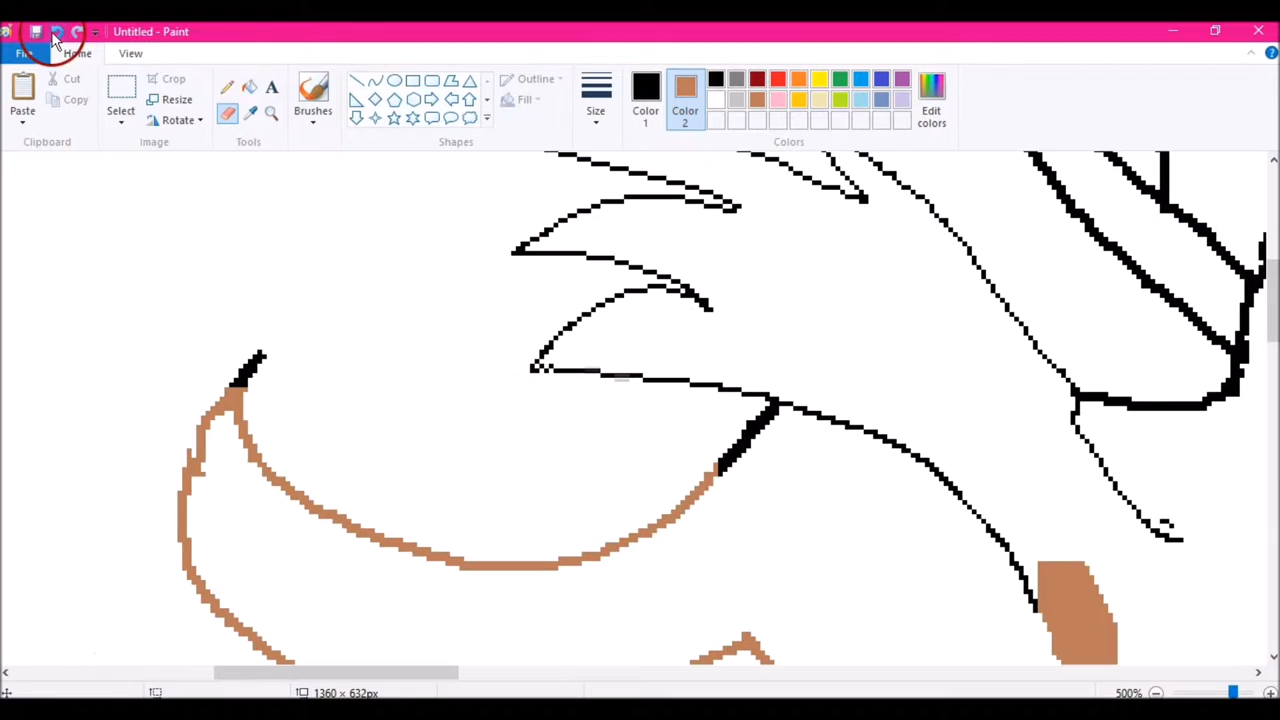 Untitled - Paint
File Home View
Paste
Cut
Copy
Clipboard
Select
Crop
Resize
Rotate
Image
Tools
Brushes
Outline
Fill
Shapes
Size
Color 1
Color 2
Edit colors
Colors
1360 × 632px
500%